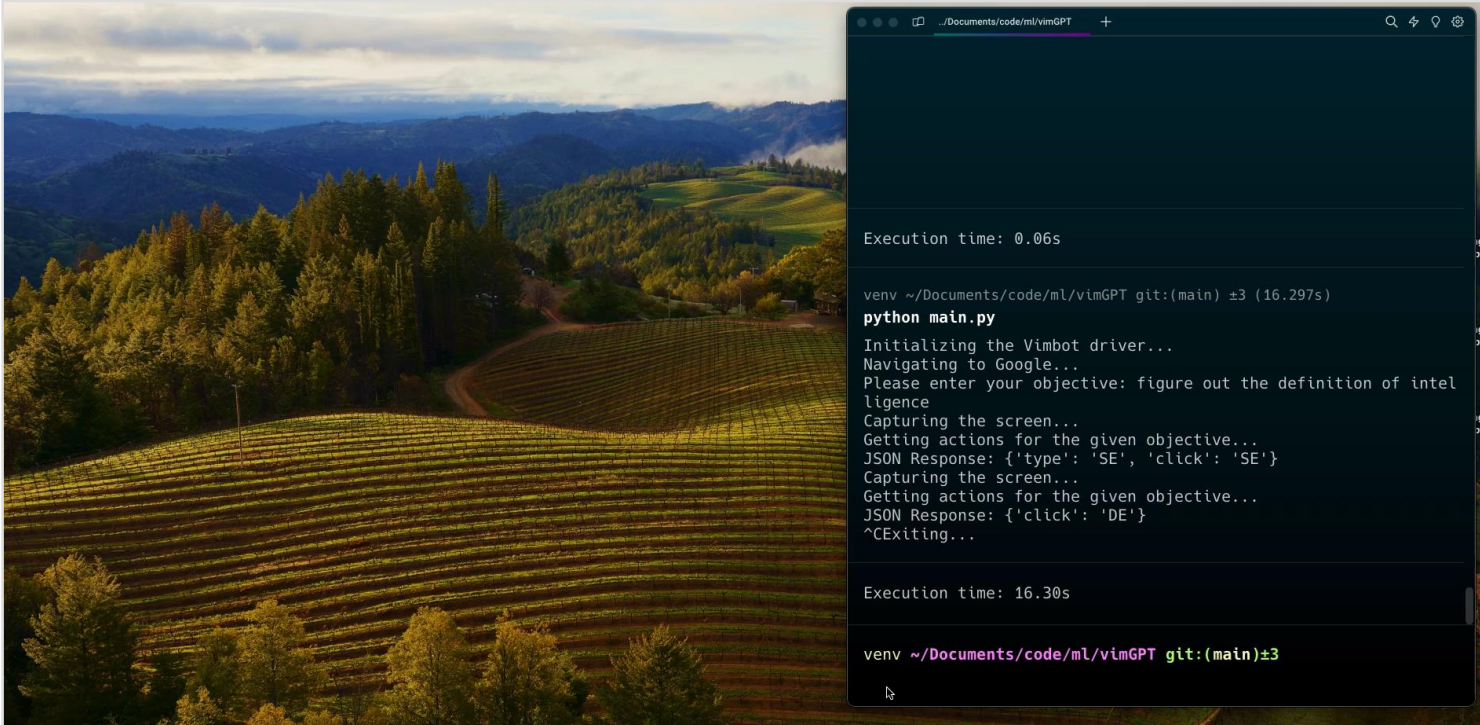 ../Documents/code/ml/vimGPT
Execution time: 0.06s
venv ~/Documents/code/ml/vimGPT git:(main) ±3 (16.297s)
python main.py
Initializing the Vimbot driver...
Navigating to Google...
Please enter your objective: figure out the definition of intel
ligence
Capturing the screen...
Getting actions for the given objective...
JSON Response: {'type': 'SE', 'click': 'SE'}
Capturing the screen...
Getting actions for the given objective...
JSON Response: {'click': 'DE'}
^CExiting...
Execution time: 16.30s
venv ~/Documents/code/ml/vimGPT git:(main)±3